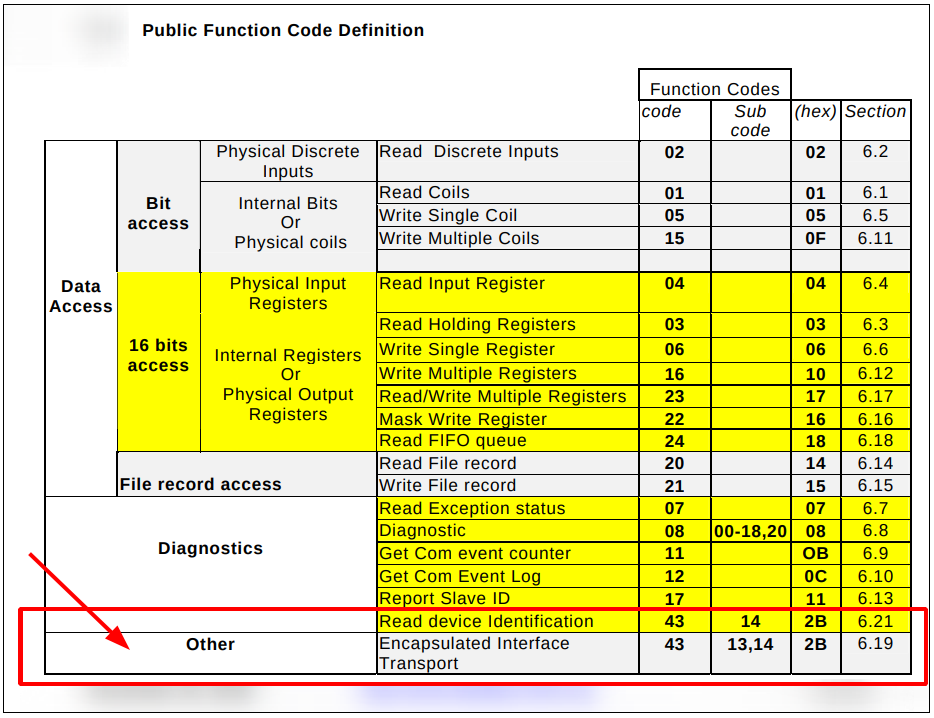 Public Function Code Definition
Function Codes
code Sub code (hex) Section
Data Access
Bit access
Physical Discrete Inputs
Read Discrete Inputs 02 02 6.2
Internal Bits Or Physical coils
Read Coils 01 01 6.1
Write Single Coil 05 05 6.5
Write Multiple Coils 15 0F 6.11
16 bits access
Physical Input Registers
Read Input Register 04 04 6.4
Internal Registers Or Physical Output Registers
Read Holding Registers 03 03 6.3
Write Single Register 06 06 6.6
Write Multiple Registers 16 10 6.12
Read/Write Multiple Registers 23 17 6.17
Mask Write Register 22 16 6.16
Read FIFO queue 24 18 6.18
File record access
Read File record 20 14 6.14
Write File record 21 15 6.15
Diagnostics
Read Exception status 07 07 6.7
Diagnostic 08 00-18,20 08 6.8
Get Com event counter 11 OB 6.9
Get Com Event Log 12 0C 6.10
Report Slave ID 17 11 6.13
Read device Identification 43 14 2B 6.21
Other
Encapsulated Interface Transport 43 13,14 2B 6.19